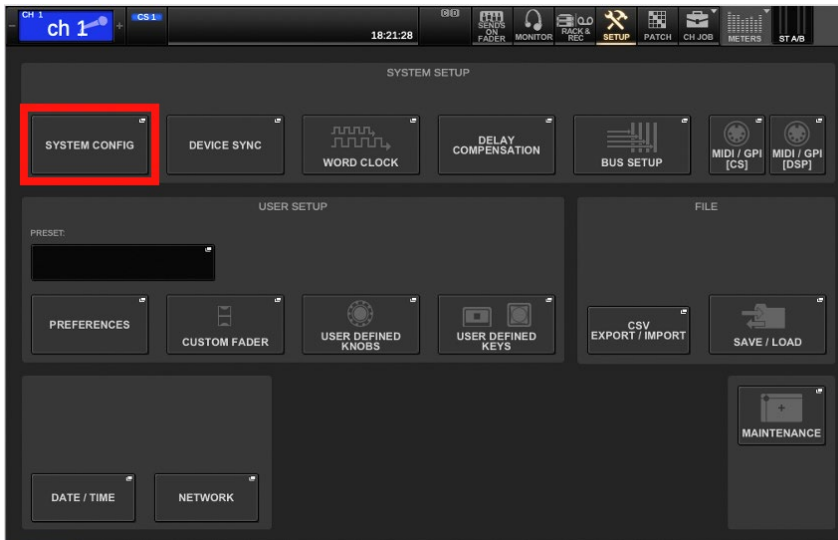 CH 1
ch 1
CS 1
18:21:28
SENDS
ON
FADER
MONITOR
RACK &
REC
SETUP
PATCH
CH JOB
METERS
ST A/B
SYSTEM SETUP
SYSTEM CONFIG
DEVICE SYNC
WORD CLOCK
DELAY
COMPENSATION
BUS SETUP
MIDI / GPI
[CS]
MIDI / GPI
[DSP]
USER SETUP
FILE
PRESET:
PREFERENCES
CUSTOM FADER
USER DEFINED
KNOBS
USER DEFINED
KEYS
CSV
EXPORT / IMPORT
SAVE / LOAD
MAINTENANCE
DATE / TIME
NETWORK